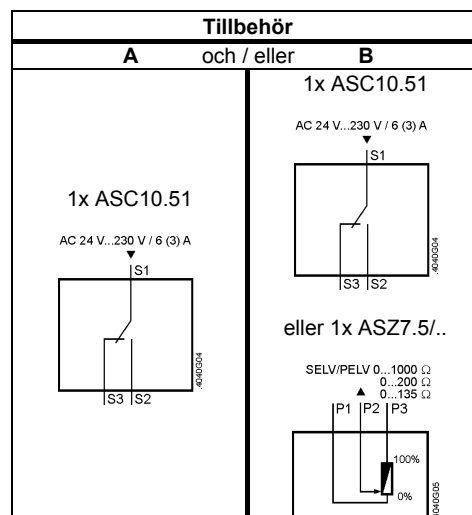 Tillbehör
A och / eller B
1x ASC10.51
AC 24 V...230 V / 6 (3) A
S1
S3 S2
4040G04
1x ASC10.51
AC 24 V...230 V / 6 (3) A
S1
S3 S2
4040G04
eller 1x ASZ7.5/..
SELV/PELV 0...1000 Ω
0...200 Ω
0...135 Ω
P1 P2 P3
100%
0%
4040G05